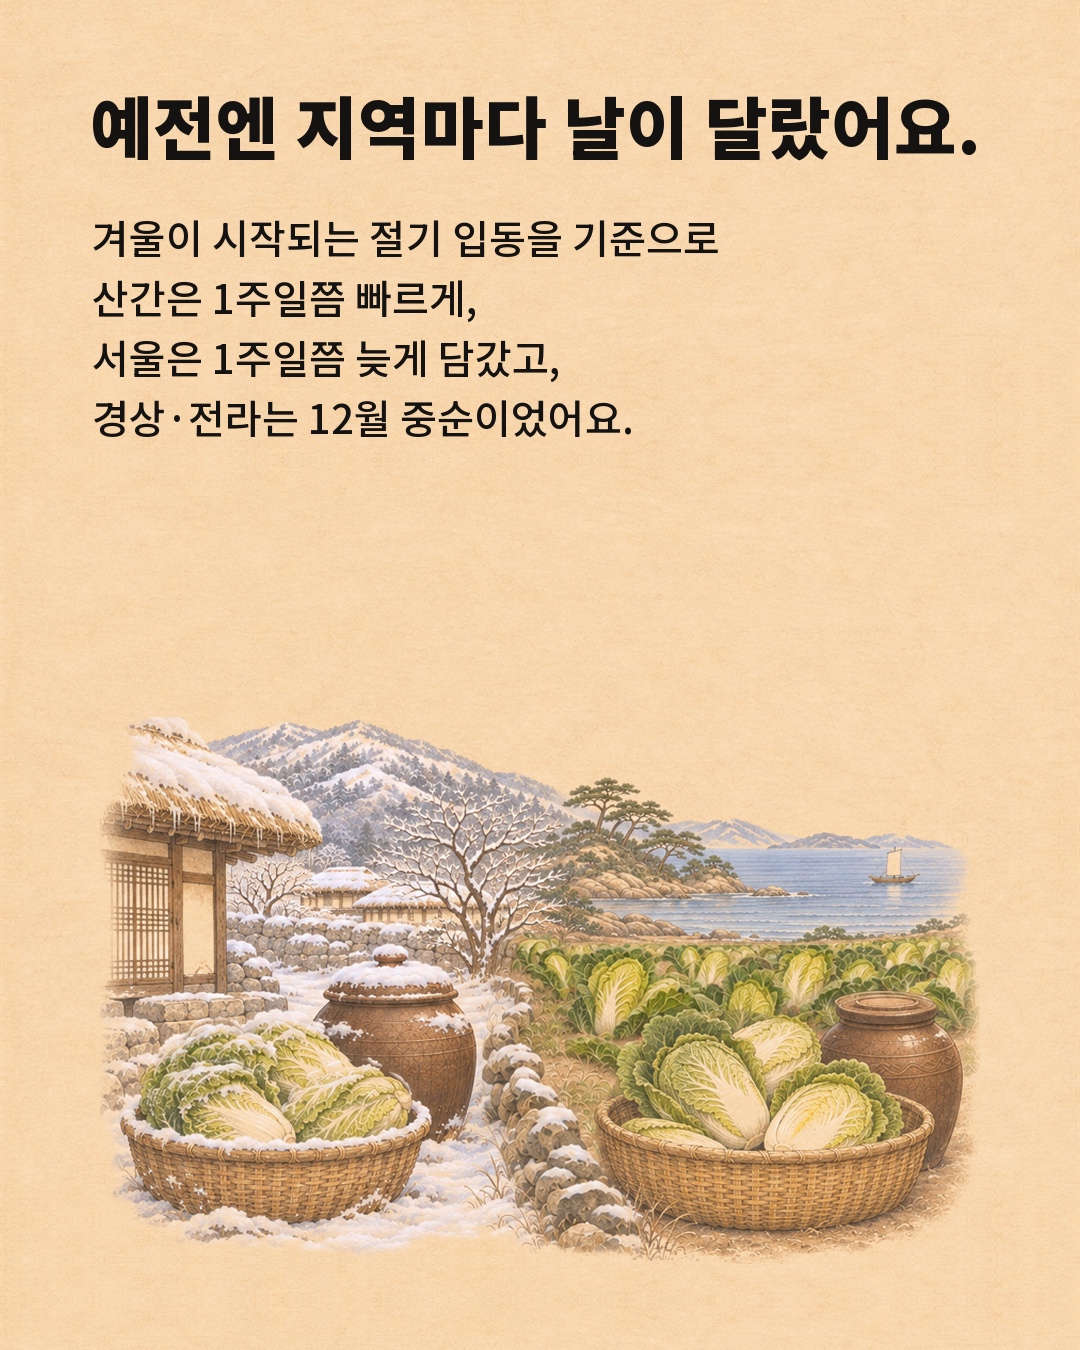 예전엔 지역마다 날이 달랐어요.
겨울이 시작되는 절기 입동을 기준으로
산간은 1주일쯤 빠르게,
서울은 1주일쯤 늦게 담갔고,
경상·전라는 12월 중순이었어요.